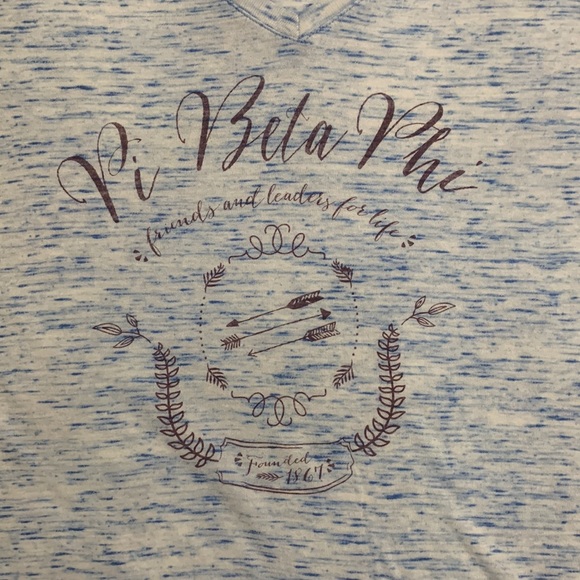 Pi Beta Phi
friends and leaders for life
Founded
1867